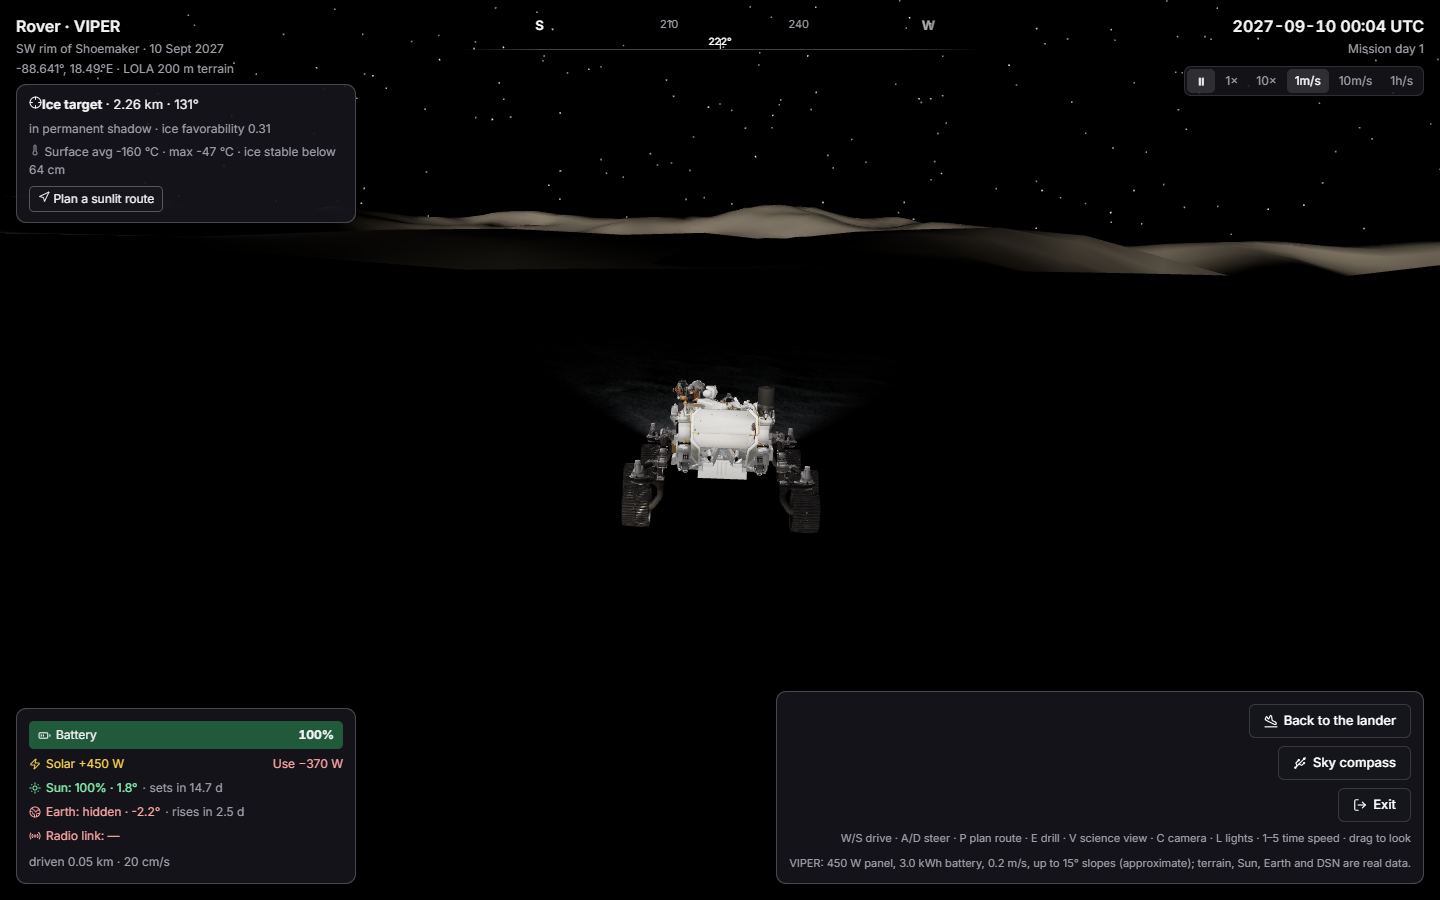 Rover · VIPER
SW rim of Shoemaker · 10 Sept 2027
-88.641°, 18.49°E · LOLA 200 m terrain
Ice target · 2.26 km · 131°
in permanent shadow · ice favorability 0.31
Surface avg -160 °C · max -47 °C · ice stable below
64 cm
Plan a sunlit route
S 210 240 W
222°
2027-09-10 00:04 UTC
Mission day 1
1× 10× 1m/s 10m/s 1h/s
Battery 100%
Solar +450 W Use −370 W
Sun: 100% · 1.8° · sets in 14.7 d
Earth: hidden · -2.2° · rises in 2.5 d
Radio link: —
driven 0.05 km · 20 cm/s
Back to the lander
Sky compass
Exit
W/S drive · A/D steer · P plan route · E drill · V science view · C camera · L lights · 1–5 time speed · drag to look
VIPER: 450 W panel, 3.0 kWh battery, 0.2 m/s, up to 15° slopes (approximate); terrain, Sun, Earth and DSN are real data.